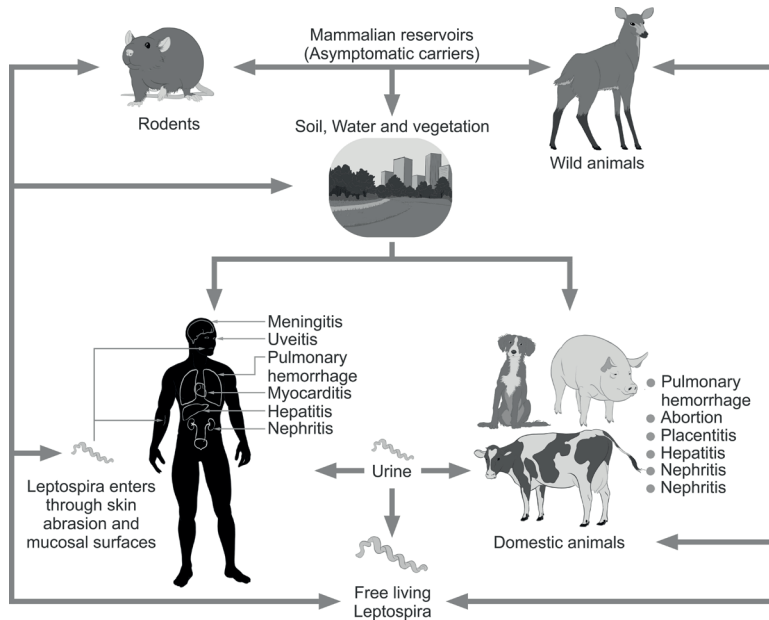 Mammalian reservoirs
(Asymptomatic carriers)
Rodents
Wild animals
Soil, Water and vegetation
Meningitis
Uveitis
Pulmonary
hemorrhage
Myocarditis
Hepatitis
Nephritis
Pulmonary
hemorrhage
Abortion
Placentitis
Hepatitis
Nephritis
Nephritis
Leptospira enters
through skin
abrasion and
mucosal surfaces
Urine
Domestic animals
Free living
Leptospira